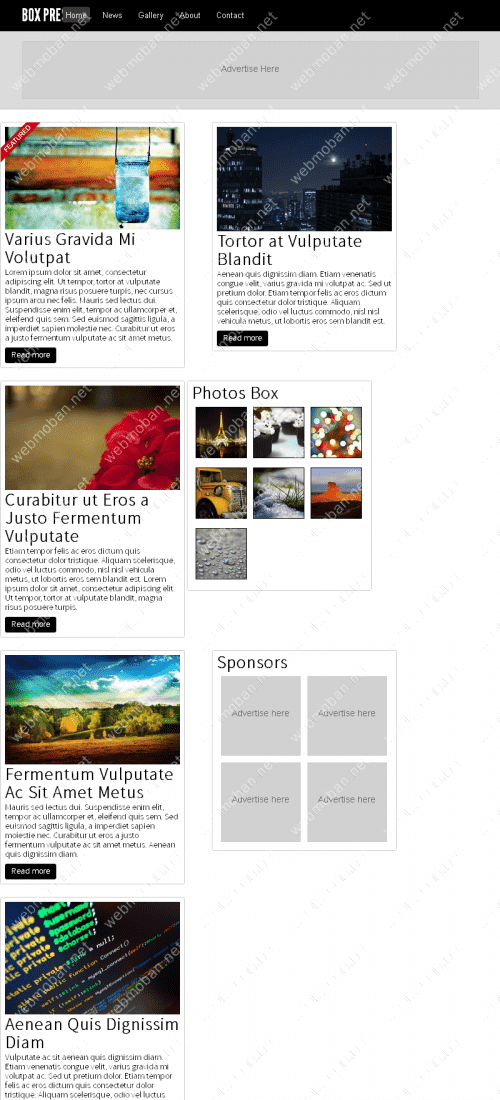 BOX PRE
Home News Gallery About Contact
Advertise Here
FEATURED
Varius Gravida Mi
Volutpat
Lorem ipsum dolor sit amet, consectetur
adipiscing elit. Ut tempor, tortor at vulputate
blandit, magna risus posuere turpis, nec cursus
ipsum arcu nec felis. Mauris sed lectus dui.
Suspendisse enim elit, tempor ac ullamcorper et,
eleifend quis sem. Sed euismod sagittis ligula, a
imperdiet sapien molestie nec. Curabitur ut eros
a justo fermentum vulputate ac sit amet metus.
Read more
Tortor at Vulputate
Blandit
Aenean quis dignissim diam. Etiam venenatis
congue velit, varius gravida mi volutpat ac. Sed ut
pretium dolor. Etiam tempor felis ac eros dictum
quis consectetur dolor tristique. Aliquam
scelerisque, odio vel luctus commodo, nisl nisl
vehicula metus, ut lobortis eros sem blandit est.
Read more
Curabitur ut Eros a
Justo Fermentum
Vulputate
Etiam tempor felis ac eros dictum quis
consectetur dolor tristique. Aliquam scelerisque,
odio vel luctus commodo, nisl nisl vehicula
metus, ut lobortis eros sem blandit est. Lorem
ipsum dolor sit amet, consectetur adipiscing elit.
Ut tempor, tortor at vulputate blandit, magna
risus posuere turpis.
Read more
Photos Box
Fermentum Vulputate
Ac Sit Amet Metus
Mauris sed lectus dui. Suspendisse enim elit,
tempor ac ullamcorper et, eleifend quis sem. Sed
euismod sagittis ligula, a imperdiet sapien
molestie nec. Curabitur ut eros a justo
fermentum vulputate ac sit amet metus. Aenean
quis dignissim diam.
Read more
Sponsors
Advertise here Advertise here
Advertise here Advertise here
Aenean Quis Dignissim
Diam
Vulputate ac sit aenean quis dignissim diam.
Etiam venenatis congue velit, varius gravida mi
volutpat ac. Sed ut pretium dolor. Etiam tempor
felis ac eros dictum quis consectetur dolor
tristique. Aliquam scelerisque, odio vel luctus
webmoban.net